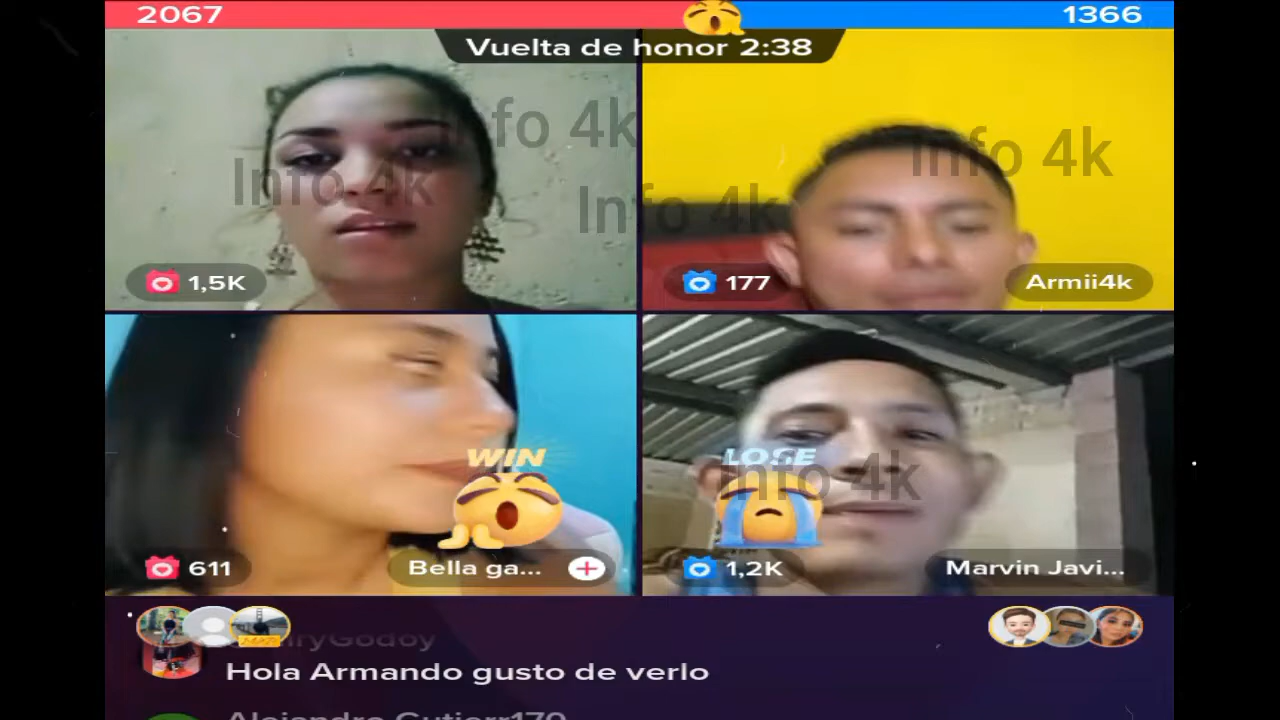 2067
1366
Vuelta de honor 2:38
Info 4k
Info 4k
Info 4k
Info 4k
1,5K
177
Armii4k
WIN
LOSE
Info 4k
611
Bella ga...
1,2K
Marvin Javi...
Hola Armando gusto de verlo